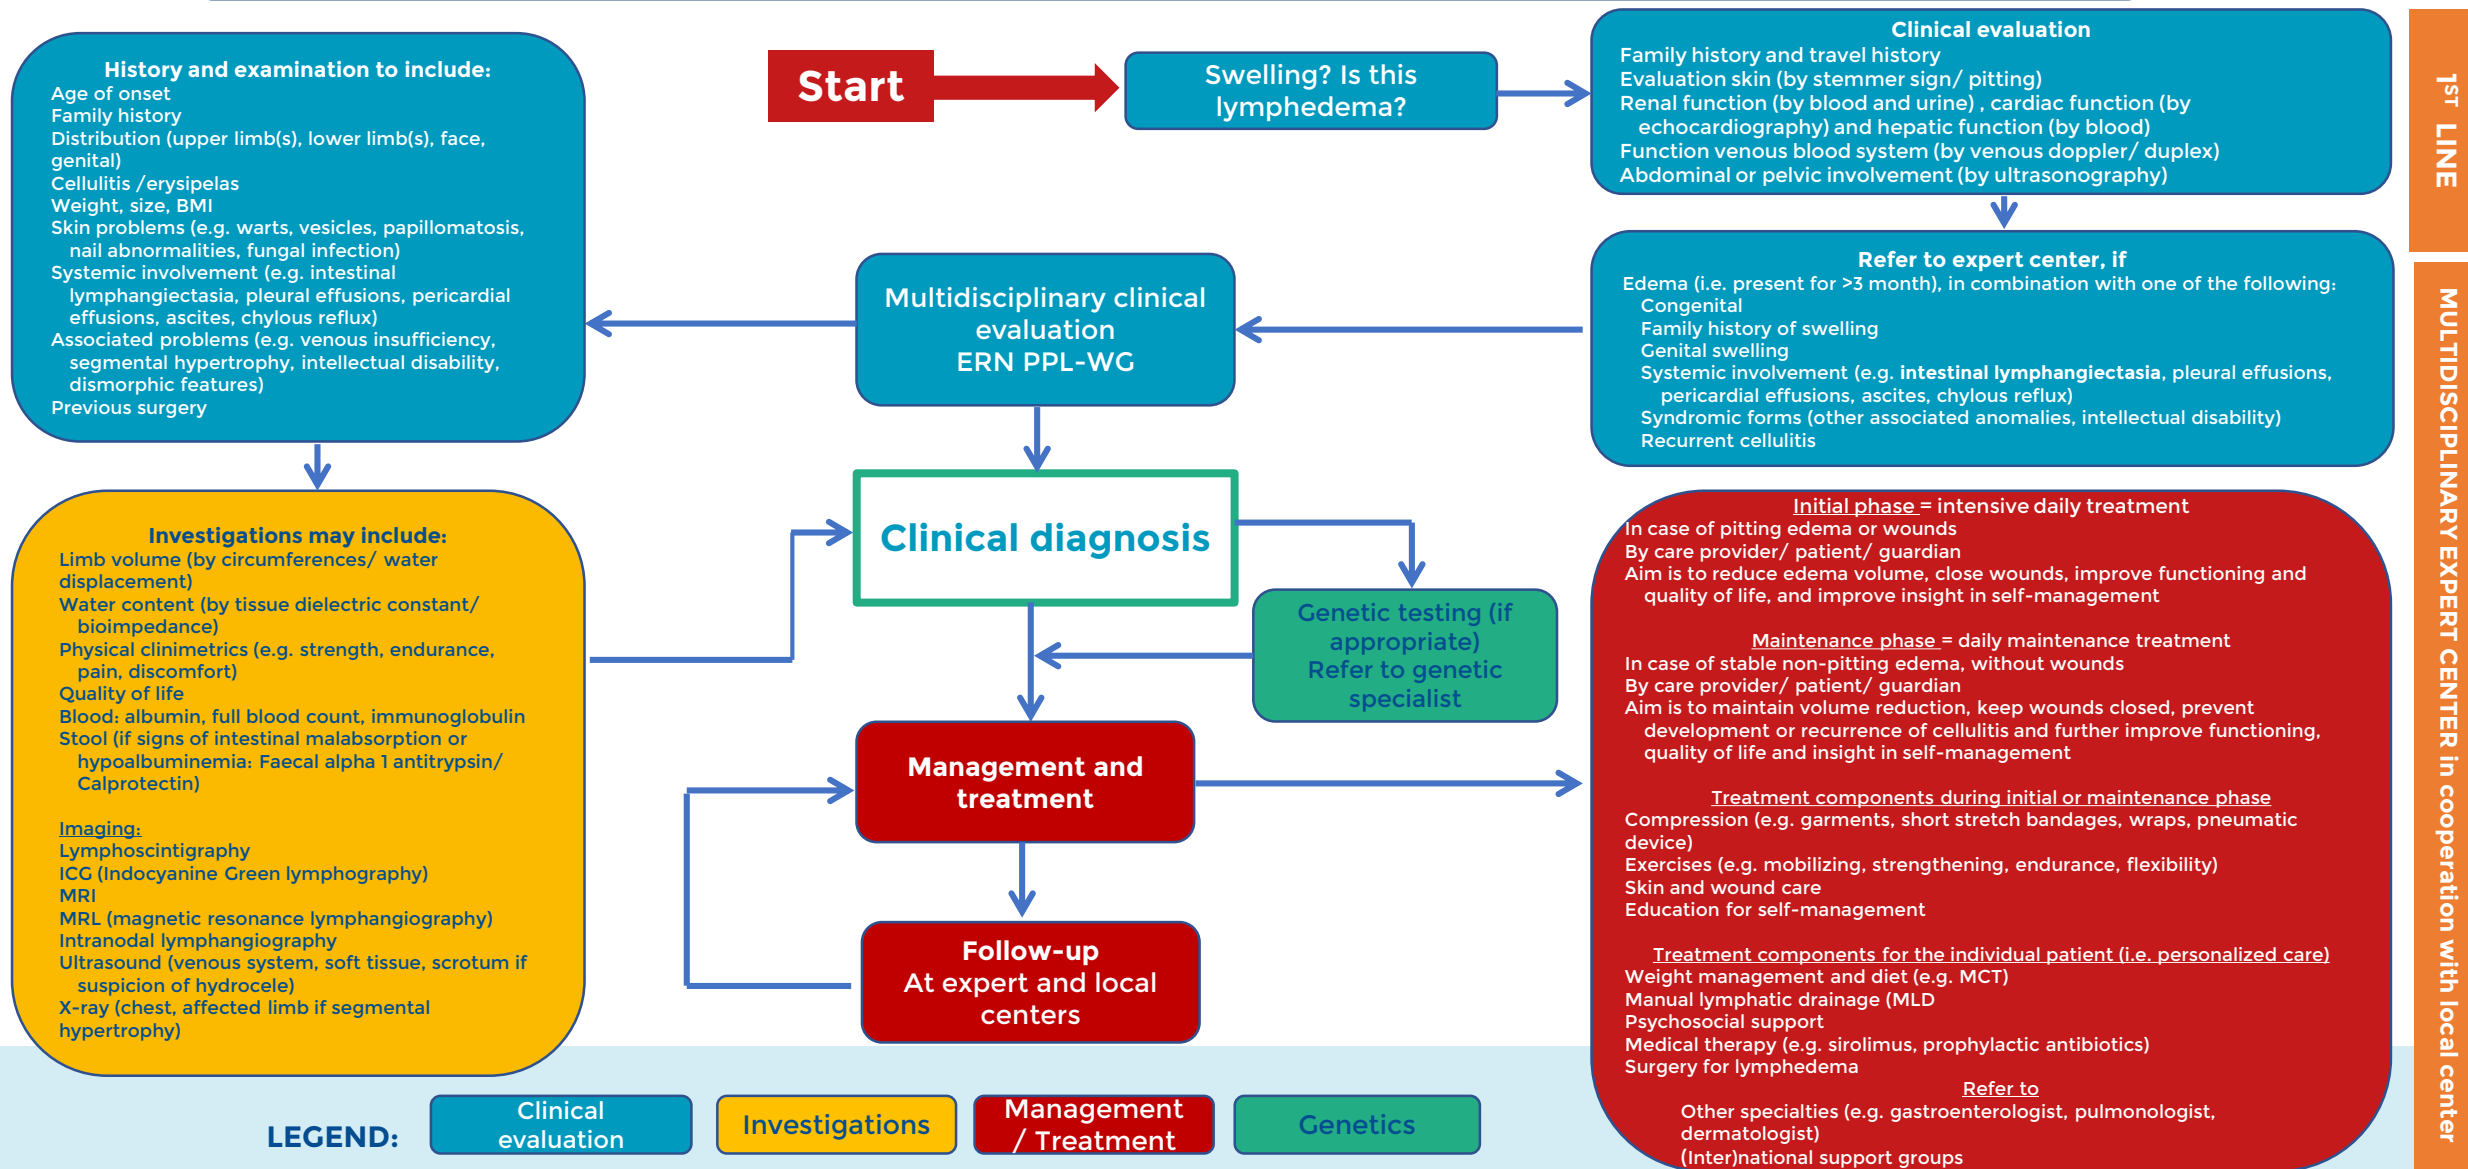 Start
Swelling? Is this
lymphedema?
Clinical evaluation
Family history and travel history
Evaluation skin (by stemmer sign/ pitting)
Renal function (by blood and urine) , cardiac function (by
echocardiography) and hepatic function (by blood)
Function venous blood system (by venous doppler/ duplex)
Abdominal or pelvic involvement (by ultrasonography)
1ST LINE
Refer to expert center, if
Edema (i.e. present for >3 month), in combination with one of the following:
Congenital
Family history of swelling
Genital swelling
Systemic involvement (e.g. intestinal lymphangiectasia, pleural effusions,
pericardial effusions, ascites, chylous reflux)
Syndromic forms (other associated anomalies, intellectual disability)
Recurrent cellulitis
MULTIDISCIPLINARY EXPERT CENTER in cooperation with local center
Multidisciplinary clinical
evaluation
ERN PPL-WG
History and examination to include:
Age of onset
Family history
Distribution (upper limb(s), lower limb(s), face,
genital)
Cellulitis /erysipelas
Weight, size, BMI
Skin problems (e.g. warts, vesicles, papillomatosis,
nail abnormalities, fungal infection)
Systemic involvement (e.g. intestinal
lymphangiectasia, pleural effusions, pericardial
effusions, ascites, chylous reflux)
Associated problems (e.g. venous insufficiency,
segmental hypertrophy, intellectual disability,
dismorphic features)
Previous surgery
Investigations may include:
Limb volume (by circumferences/ water
displacement)
Water content (by tissue dielectric constant/
bioimpedance)
Physical clinimetrics (e.g. strength, endurance,
pain, discomfort)
Quality of life
Blood: albumin, full blood count, immunoglobulin
Stool (if signs of intestinal malabsorption or
hypoalbuminemia: Faecal alpha 1 antitrypsin/
Calprotectin)
Imaging:
Lymphoscintigraphy
ICG (Indocyanine Green lymphography)
MRI
MRL (magnetic resonance lymphangiography)
Intranodal lymphangiography
Ultrasound (venous system, soft tissue, scrotum if
suspicion of hydrocele)
X-ray (chest, affected limb if segmental
hypertrophy)
Clinical diagnosis
Genetic testing (if
appropriate)
Refer to genetic
specialist
Management and
treatment
Follow-up
At expert and local
centers
Initial phase = intensive daily treatment
In case of pitting edema or wounds
By care provider/ patient/ guardian
Aim is to reduce edema volume, close wounds, improve functioning and
quality of life, and improve insight in self-management
Maintenance phase = daily maintenance treatment
In case of stable non-pitting edema, without wounds
By care provider/ patient/ guardian
Aim is to maintain volume reduction, keep wounds closed, prevent
development or recurrence of cellulitis and further improve functioning,
quality of life and insight in self-management
Treatment components during initial or maintenance phase
Compression (e.g. garments, short stretch bandages, wraps, pneumatic
device)
Exercises (e.g. mobilizing, strengthening, endurance, flexibility)
Skin and wound care
Education for self-management
Treatment components for the individual patient (i.e. personalized care)
Weight management and diet (e.g. MCT)
Manual lymphatic drainage (MLD
Psychosocial support
Medical therapy (e.g. sirolimus, prophylactic antibiotics)
Surgery for lymphedema
Refer to
Other specialties (e.g. gastroenterologist, pulmonologist,
dermatologist)
(Inter)national support groups
LEGEND:
Clinical
evaluation
Investigations
Management
/ Treatment
Genetics